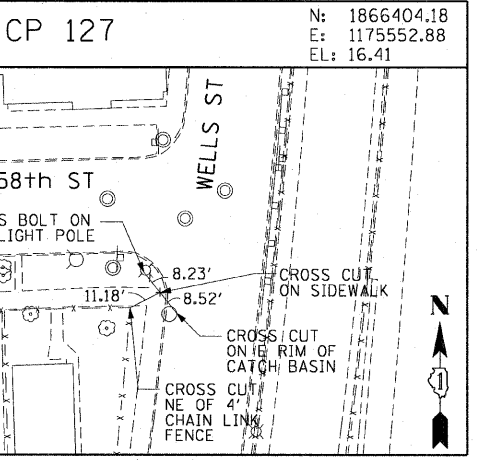 CP 127
N: 1866404.18
E: 1175552.88
EL: 16.41
WELLS ST
58th ST
S BOLT ON
LIGHT POLE
8.23'
11.18'
8.52'
CROSS CUT
ON SIDEWALK
CROSS CUT
ON E RIM OF
CATCH BASIN
CROSS CUT
NE OF 4'
CHAIN LINK
FENCE
N
1